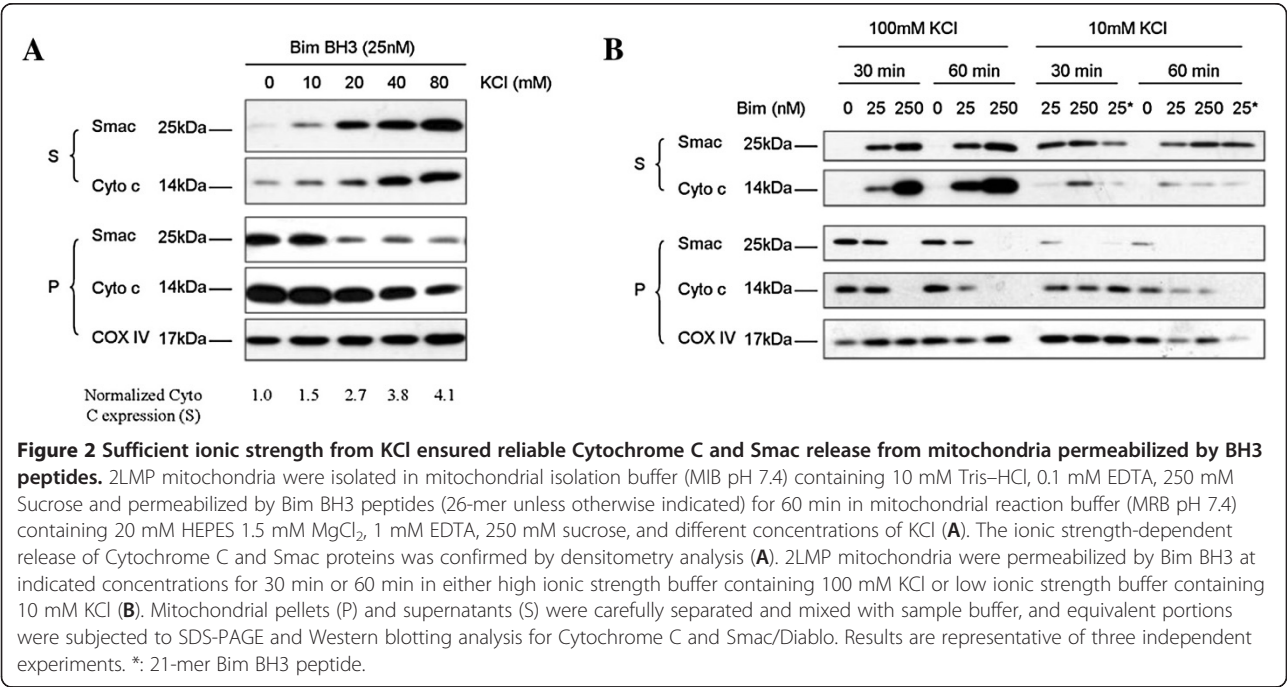 A
Bim BH3 (25nM)
0 10 20 40 80 KCl (mM)
S
Smac 25kDa
Cyto c 14kDa
P
Smac 25kDa
Cyto c 14kDa
COX IV 17kDa
Normalized Cyto
C expression (S)
1.0 1.5 2.7 3.8 4.1
B
100mM KCl 10mM KCl
30 min 60 min 30 min 60 min
Bim (nM) 0 25 250 0 25 250 25 250 25* 0 25 250 25*
S
Smac 25kDa
Cyto c 14kDa
P
Smac 25kDa
Cyto c 14kDa
COX IV 17kDa
Figure 2 Sufficient ionic strength from KCl ensured reliable Cytochrome C and Smac release from mitochondria permeabilized by BH3
peptides. 2LMP mitochondria were isolated in mitochondrial isolation buffer (MIB pH 7.4) containing 10 mM Tris–HCl, 0.1 mM EDTA, 250 mM
Sucrose and permeabilized by Bim BH3 peptides (26-mer unless otherwise indicated) for 60 min in mitochondrial reaction buffer (MRB pH 7.4)
containing 20 mM HEPES 1.5 mM MgCl₂, 1 mM EDTA, 250 mM sucrose, and different concentrations of KCl (A). The ionic strength-dependent
release of Cytochrome C and Smac proteins was confirmed by densitometry analysis (A). 2LMP mitochondria were permeabilized by Bim BH3 at
indicated concentrations for 30 min or 60 min in either high ionic strength buffer containing 100 mM KCl or low ionic strength buffer containing
10 mM KCl (B). Mitochondrial pellets (P) and supernatants (S) were carefully separated and mixed with sample buffer, and equivalent portions
were subjected to SDS-PAGE and Western blotting analysis for Cytochrome C and Smac/Diablo. Results are representative of three independent
experiments. *: 21-mer Bim BH3 peptide.